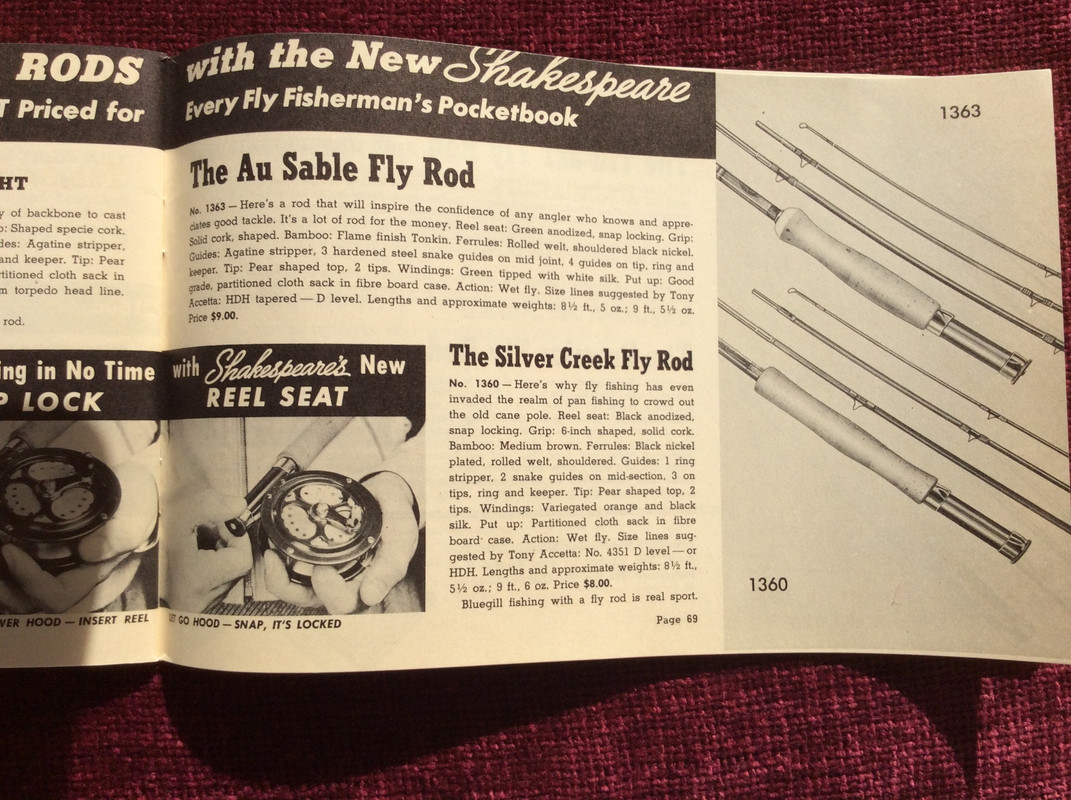 RODS
T Priced for
HT
y of backbone to cast
o: Shaped specie cork.
des: Agatine stripper,
and keeper. Tip: Pear
rtitioned cloth sack in
m torpedo head line.
rod.
ing in No Time
P LOCK
WER HOOD — INSERT REEL
with the New Shakespeare
Every Fly Fisherman's Pocketbook
The Au Sable Fly Rod
No. 1363 — Here's a rod that will inspire the confidence of any angler who knows and appre-
ciates good tackle. It's a lot of rod for the money. Reel seat: Green anodized, snap locking. Grip:
Solid cork, shaped. Bamboo: Flame finish Tonkin. Ferrules: Rolled welt, shouldered black nickel.
Guides: Agatine stripper, 3 hardened steel snake guides on mid joint, 4 guides on tip, ring and
keeper. Tip: Pear shaped top, 2 tips. Windings: Green tipped with white silk. Put up: Good
grade, partitioned cloth sack in fibre board case. Action: Wet fly. Size lines suggested by Tony
Accetta: HDH tapered — D level. Lengths and approximate weights: 8½ ft., 5 oz.; 9 ft., 5½ oz.
Price $9.00.
with Shakespeare's New
REEL SEAT
LET GO HOOD — SNAP, IT'S LOCKED
The Silver Creek Fly Rod
No. 1360 — Here's why fly fishing has even
invaded the realm of pan fishing to crowd out
the old cane pole. Reel seat: Black anodized,
snap locking. Grip: 6-inch shaped, solid cork.
Bamboo: Medium brown. Ferrules: Black nickel
plated, rolled welt, shouldered. Guides: 1 ring
stripper, 2 snake guides on mid-section, 3 on
tips, ring and keeper. Tip: Pear shaped top, 2
tips. Windings: Variegated orange and black
silk. Put up: Partitioned cloth sack in fibre
board case. Action: Wet fly. Size lines sug-
gested by Tony Accetta: No. 4351 D level — or
HDH. Lengths and approximate weights: 8½ ft.,
5½ oz.; 9 ft., 6 oz. Price $8.00.
Bluegill fishing with a fly rod is real sport.
Page 69
1363
1360